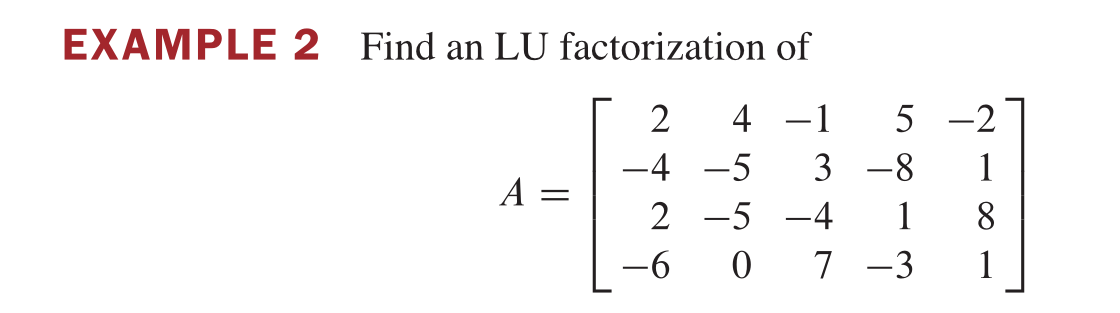 EXAMPLE 2 Find an LU factorization of
2 4 −1 5 −2
−4 −5 3 −8 1
A =
2 −5 −4 1 8
−6 0 7 −3 1